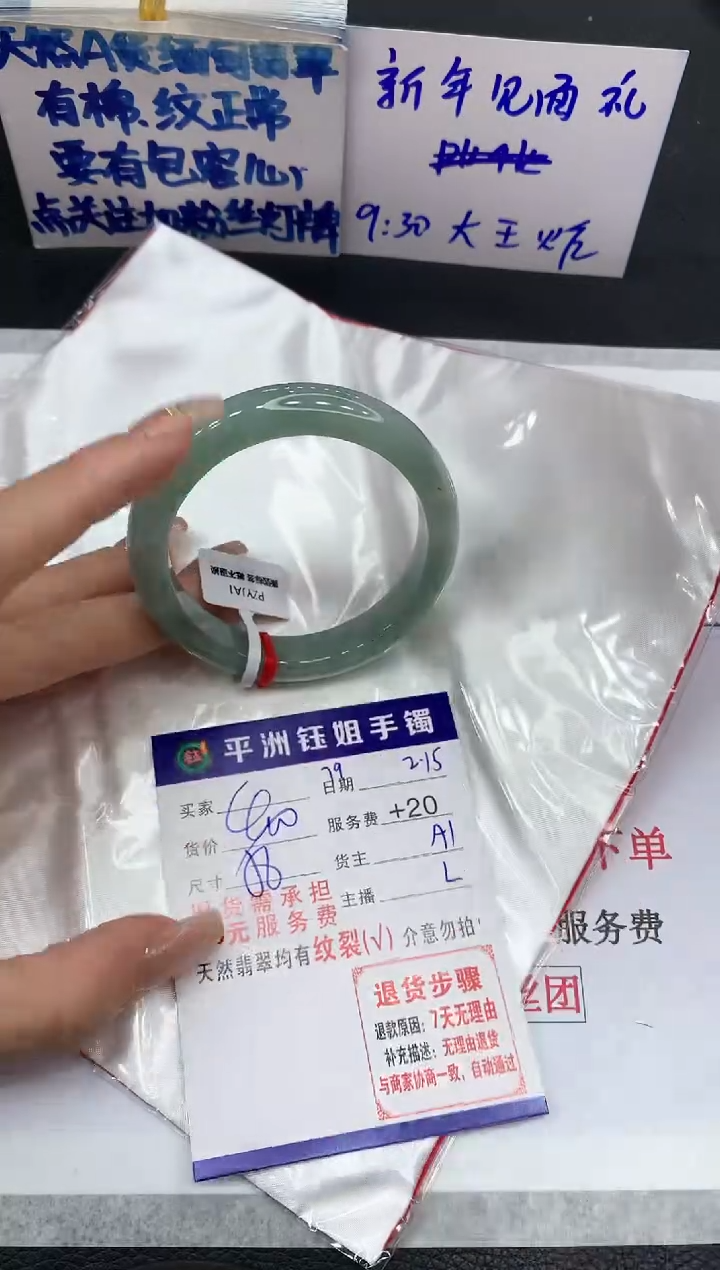 天然A货缅甸翡翠
有棉、纹正常
要有包容心
点关注加粉丝灯牌
新年见面礼
9:30 大王炸
PZYJA1
平洲钰姐手镯
买家 79 日期 2.15
货价 服务费 +20
尺寸 货主 A1
货需承担 主播 L
元服务费
天然翡翠均有纹裂(√) 介意勿拍
退货步骤
退款原因: 7天无理由
补充描述: 无理由退货
与商家协商一致, 自动通过
下单
服务费
丝团